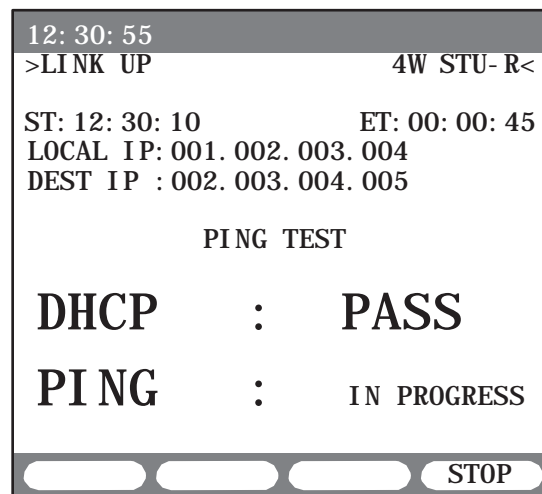 12:30:55
>LINK UP 4W STU-R<
ST:12:30:10 ET:00:00:45
LOCAL IP:001.002.003.004
DEST IP :002.003.004.005
PING TEST
DHCP : PASS
PING : IN PROGRESS
STOP